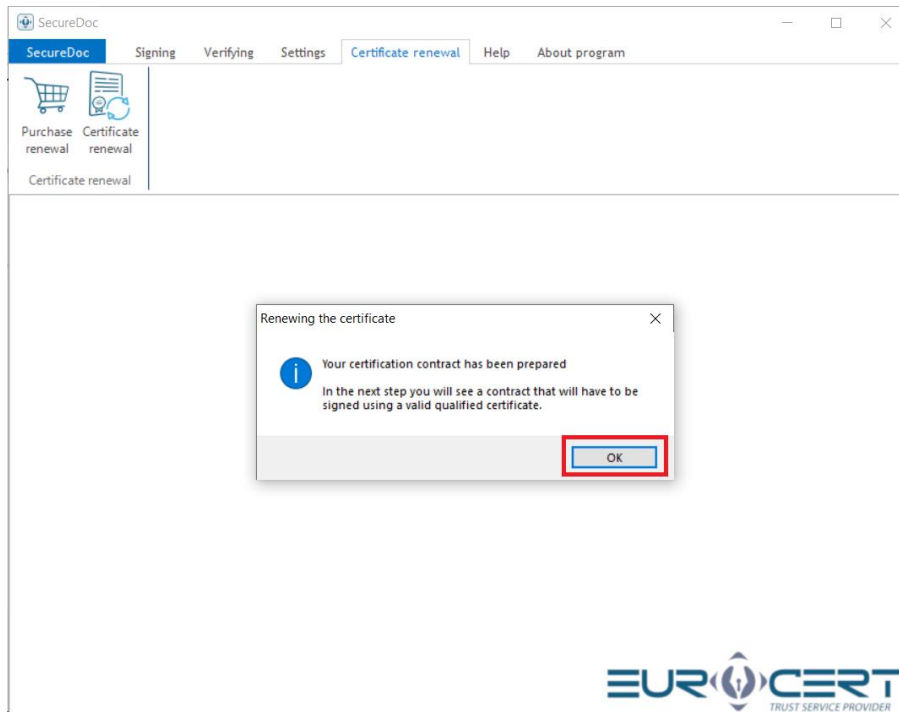 SecureDoc
SecureDoc Signing Verifying Settings Certificate renewal Help About program
Purchase renewal
Certificate renewal
Certificate renewal
Renewing the certificate
Your certification contract has been prepared
In the next step you will see a contract that will have to be
signed using a valid qualified certificate.
OK
EUROCERT
TRUST SERVICE PROVIDER